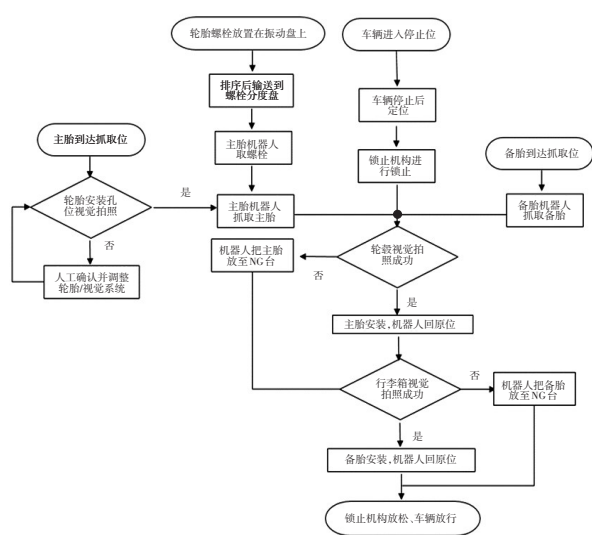 轮胎螺栓放置在振动盘上
车辆进入停止位
排序后输送到
螺栓分度盘
车辆停止后
定位
主胎到达抓取位
主胎机器人
取螺栓
锁止机构进
行锁止
备胎到达抓取位
轮胎安装孔
位视觉拍照
是
主胎机器人
抓取主胎
备胎机器人
抓取备胎
否
机器人把主胎
放至NG台
否
轮毂视觉拍
照成功
人工确认并调整
轮胎/视觉系统
是
主胎安装,机器人回原位
行李箱视觉
拍照成功
否
机器人把备胎
放至NG台
是
备胎安装,机器人回原位
锁止机构放松、车辆放行